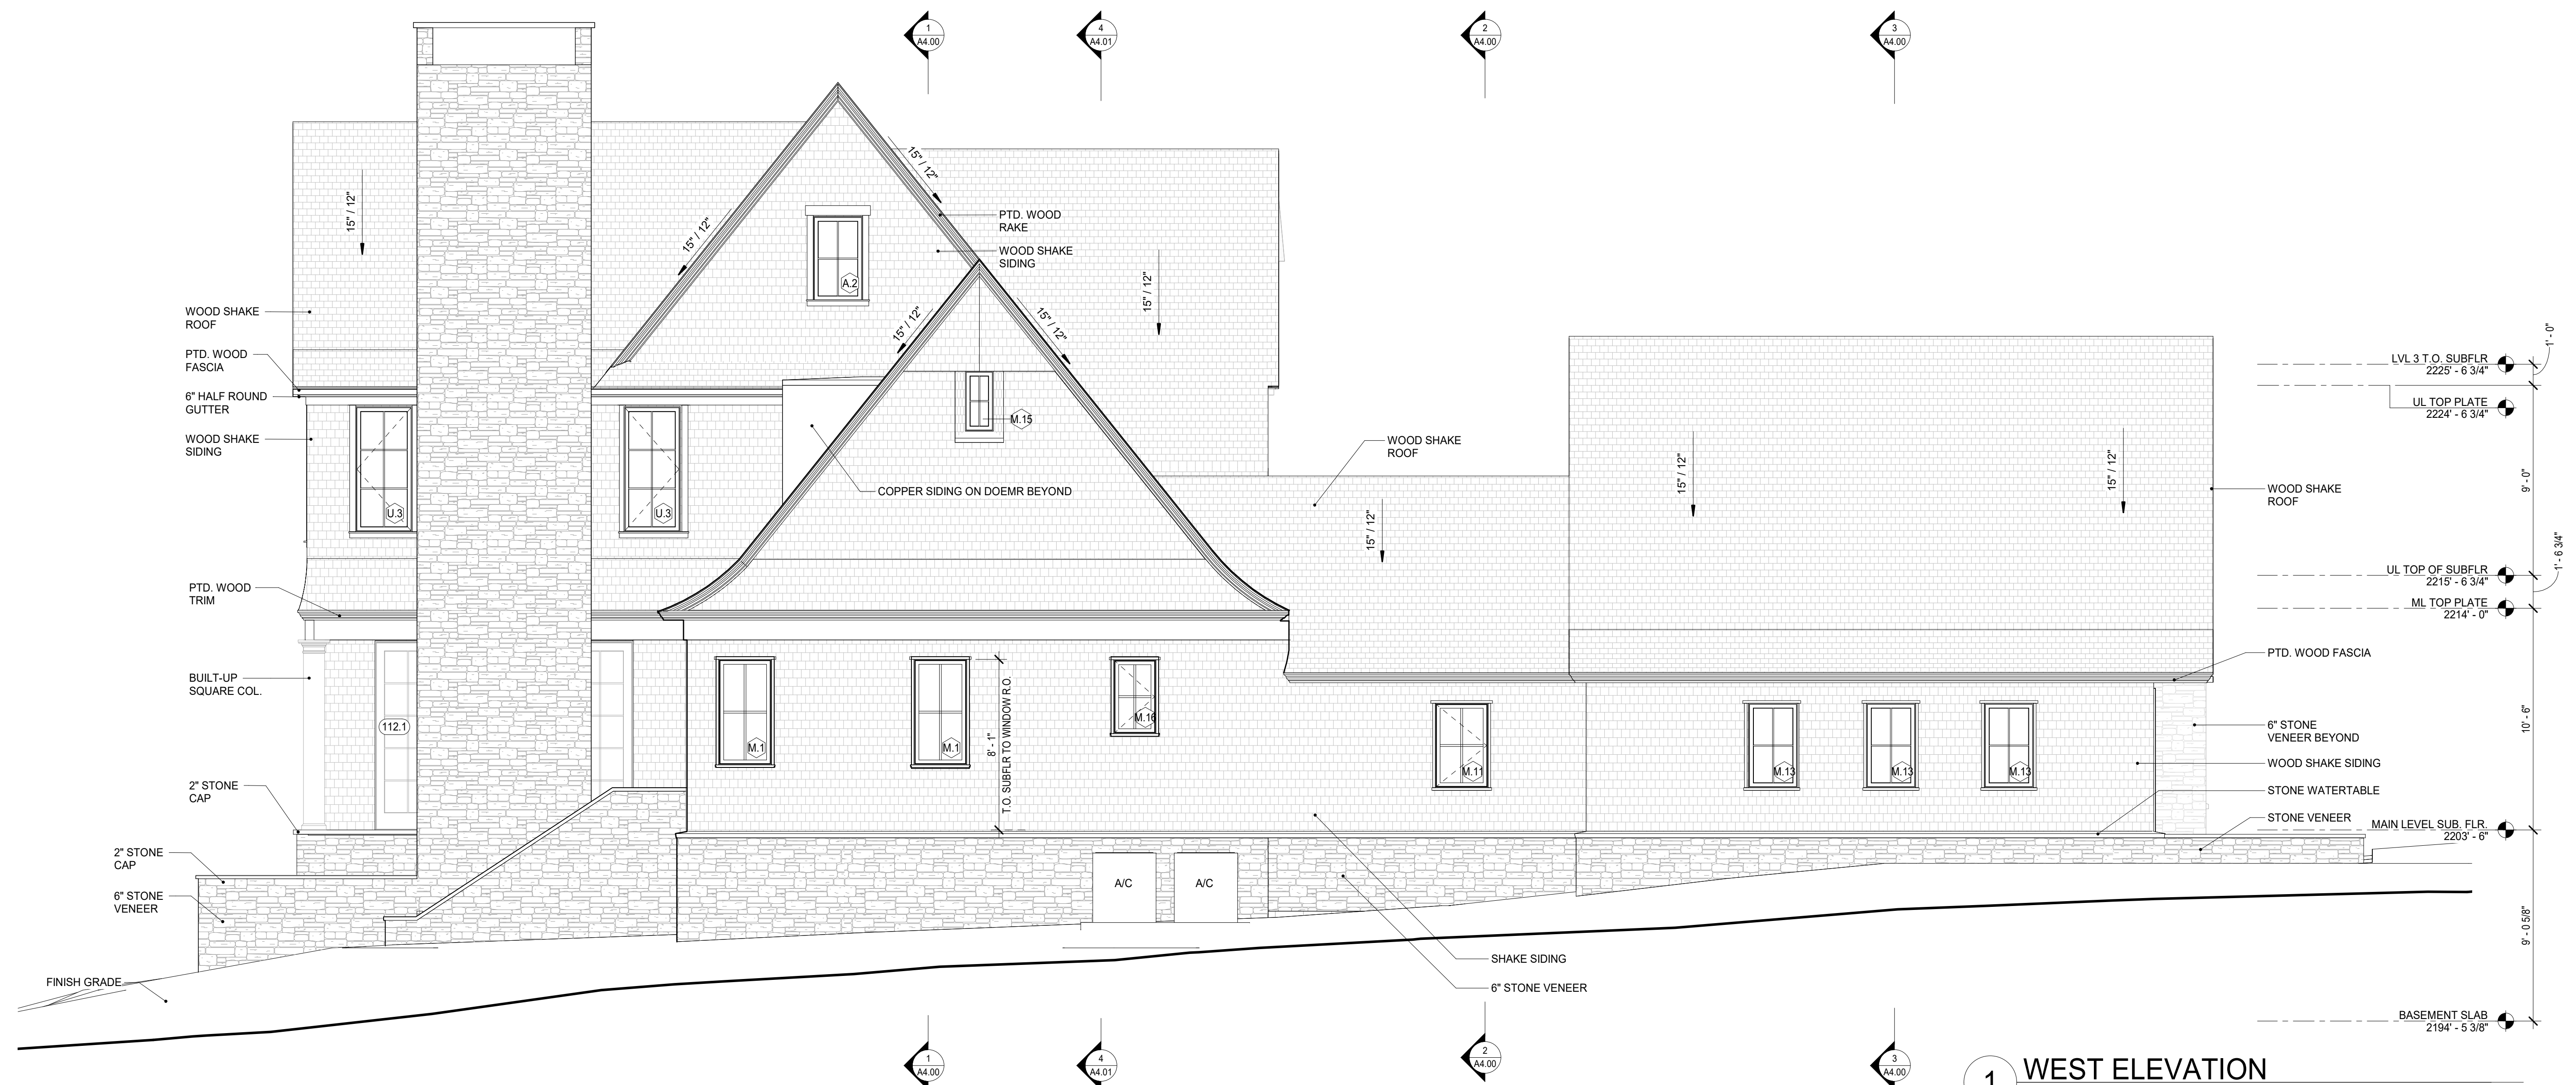 1
A4.00
4
A4.01
2
A4.00
3
A4.00
15" / 12"
15" / 12"
15" / 12"
PTD. WOOD
RAKE
WOOD SHAKE
SIDING
A.2
15" / 12"
15" / 12"
15" / 12"
WOOD SHAKE
ROOF
PTD. WOOD
FASCIA
6" HALF ROUND
GUTTER
WOOD SHAKE
SIDING
U.3
U.3
M.15
COPPER SIDING ON DOEMR BEYOND
WOOD SHAKE
ROOF
15" / 12"
15" / 12"
15" / 12"
WOOD SHAKE
ROOF
LVL 3 T.O. SUBFLR
2225' - 6 3/4"
1' - 0"
UL TOP PLATE
2224' - 6 3/4"
9' - 0"
UL TOP OF SUBFLR
2215' - 6 3/4"
1' - 6 3/4"
ML TOP PLATE
2214' - 0"
PTD. WOOD
TRIM
BUILT-UP
SQUARE COL.
112.1
M.1
M.1
8' - 1"
T.O. SUBFLR TO WINDOW R.O.
M.16
M.11
M.13
M.13
M.13
PTD. WOOD FASCIA
6" STONE
VENEER BEYOND
WOOD SHAKE SIDING
STONE WATERTABLE
STONE VENEER
10' - 6"
MAIN LEVEL SUB. FLR.
2203' - 6"
2" STONE
CAP
2" STONE
CAP
6" STONE
VENEER
A/C
A/C
FINISH GRADE
SHAKE SIDING
6" STONE VENEER
9' - 0 5/8"
BASEMENT SLAB
2194' - 5 3/8"
1
A4.00
4
A4.01
2
A4.00
3
A4.00
1
WEST ELEVATION